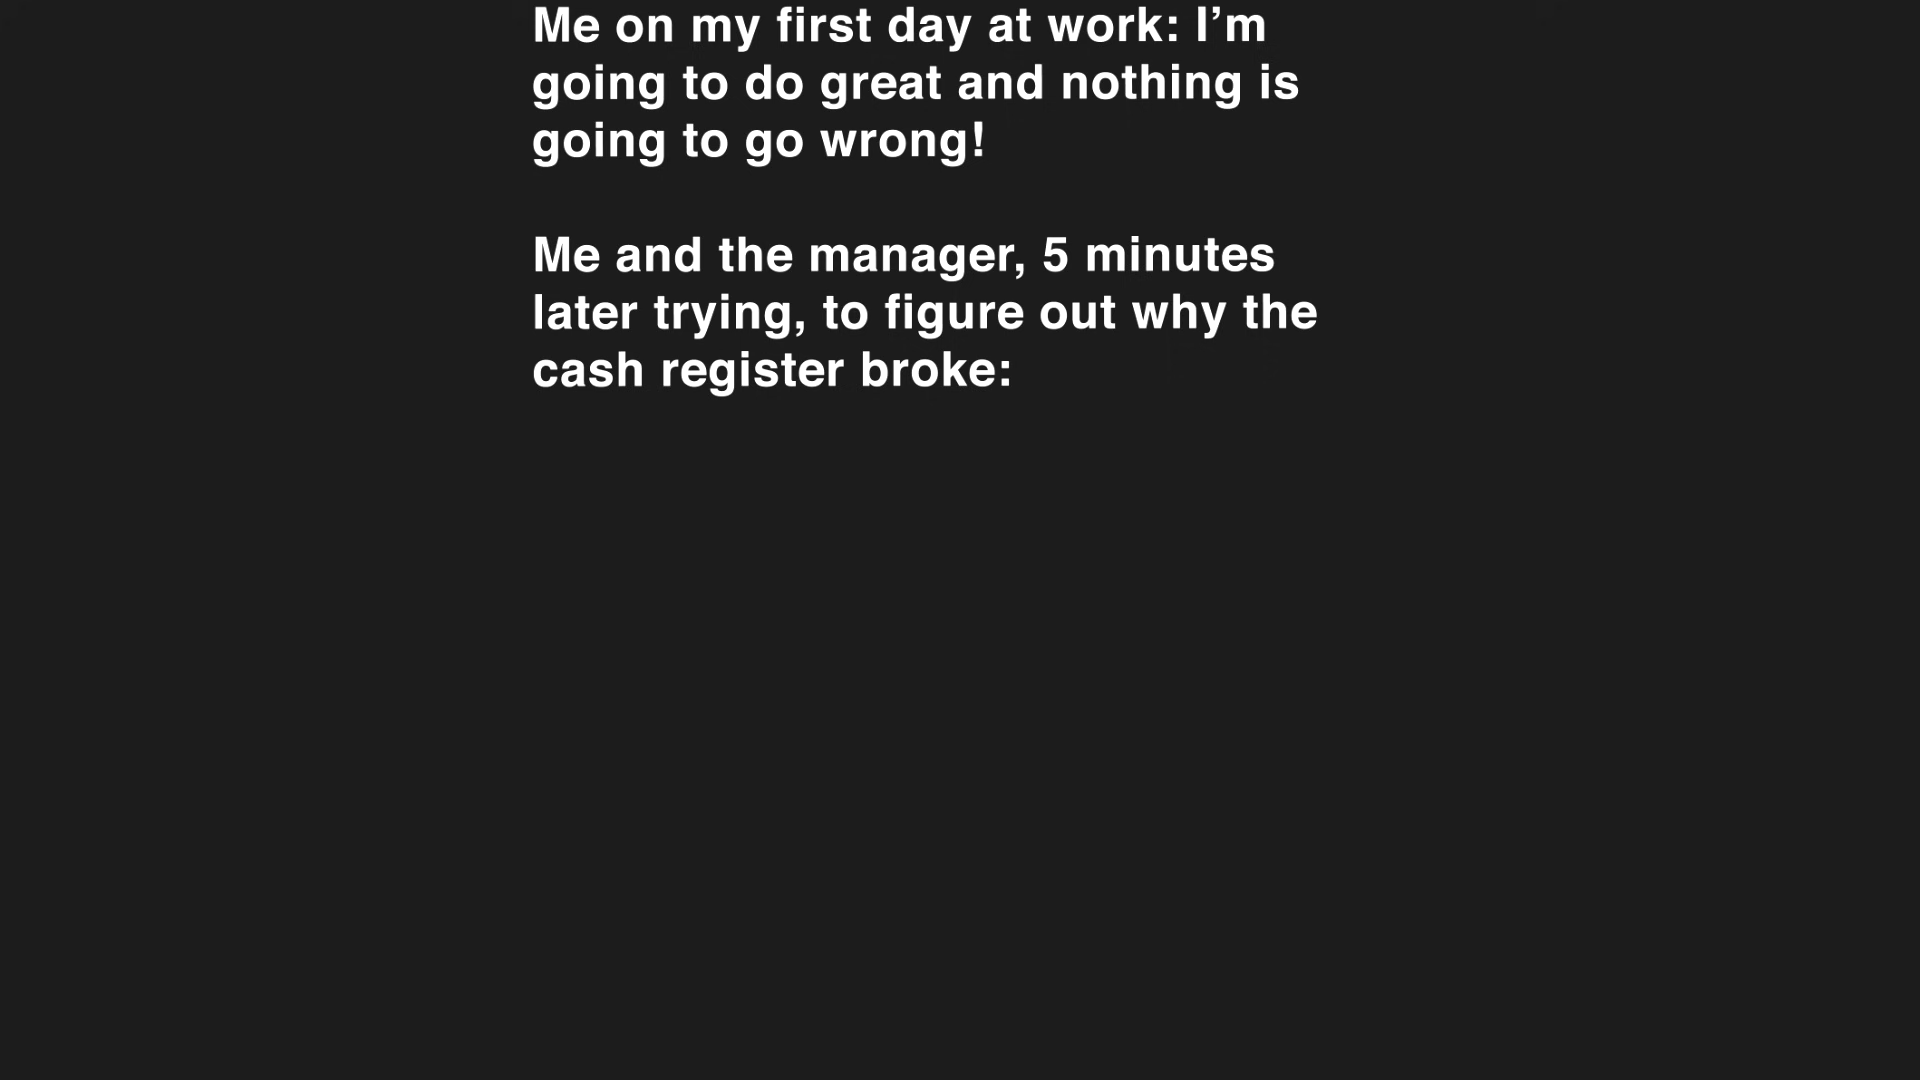 Me on my first day at work: I’m
going to do great and nothing is
going to go wrong!
Me and the manager, 5 minutes
later trying, to figure out why the
cash register broke: